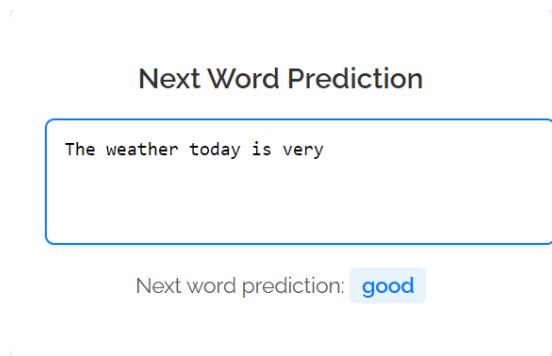 Next Word Prediction
The weather today is very
Next word prediction: good